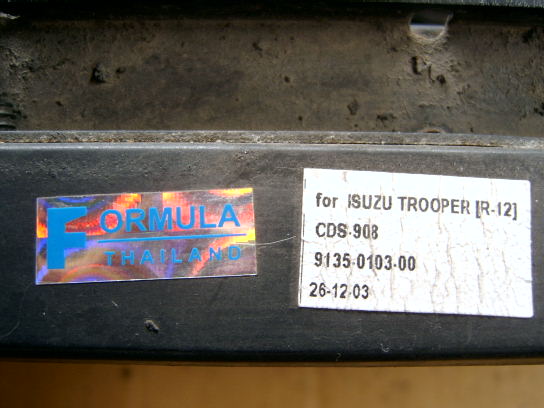 FORMULA
THAILAND
for ISUZU TROOPER [R-12]
CDS-908
9135-0103-00
26-12-03